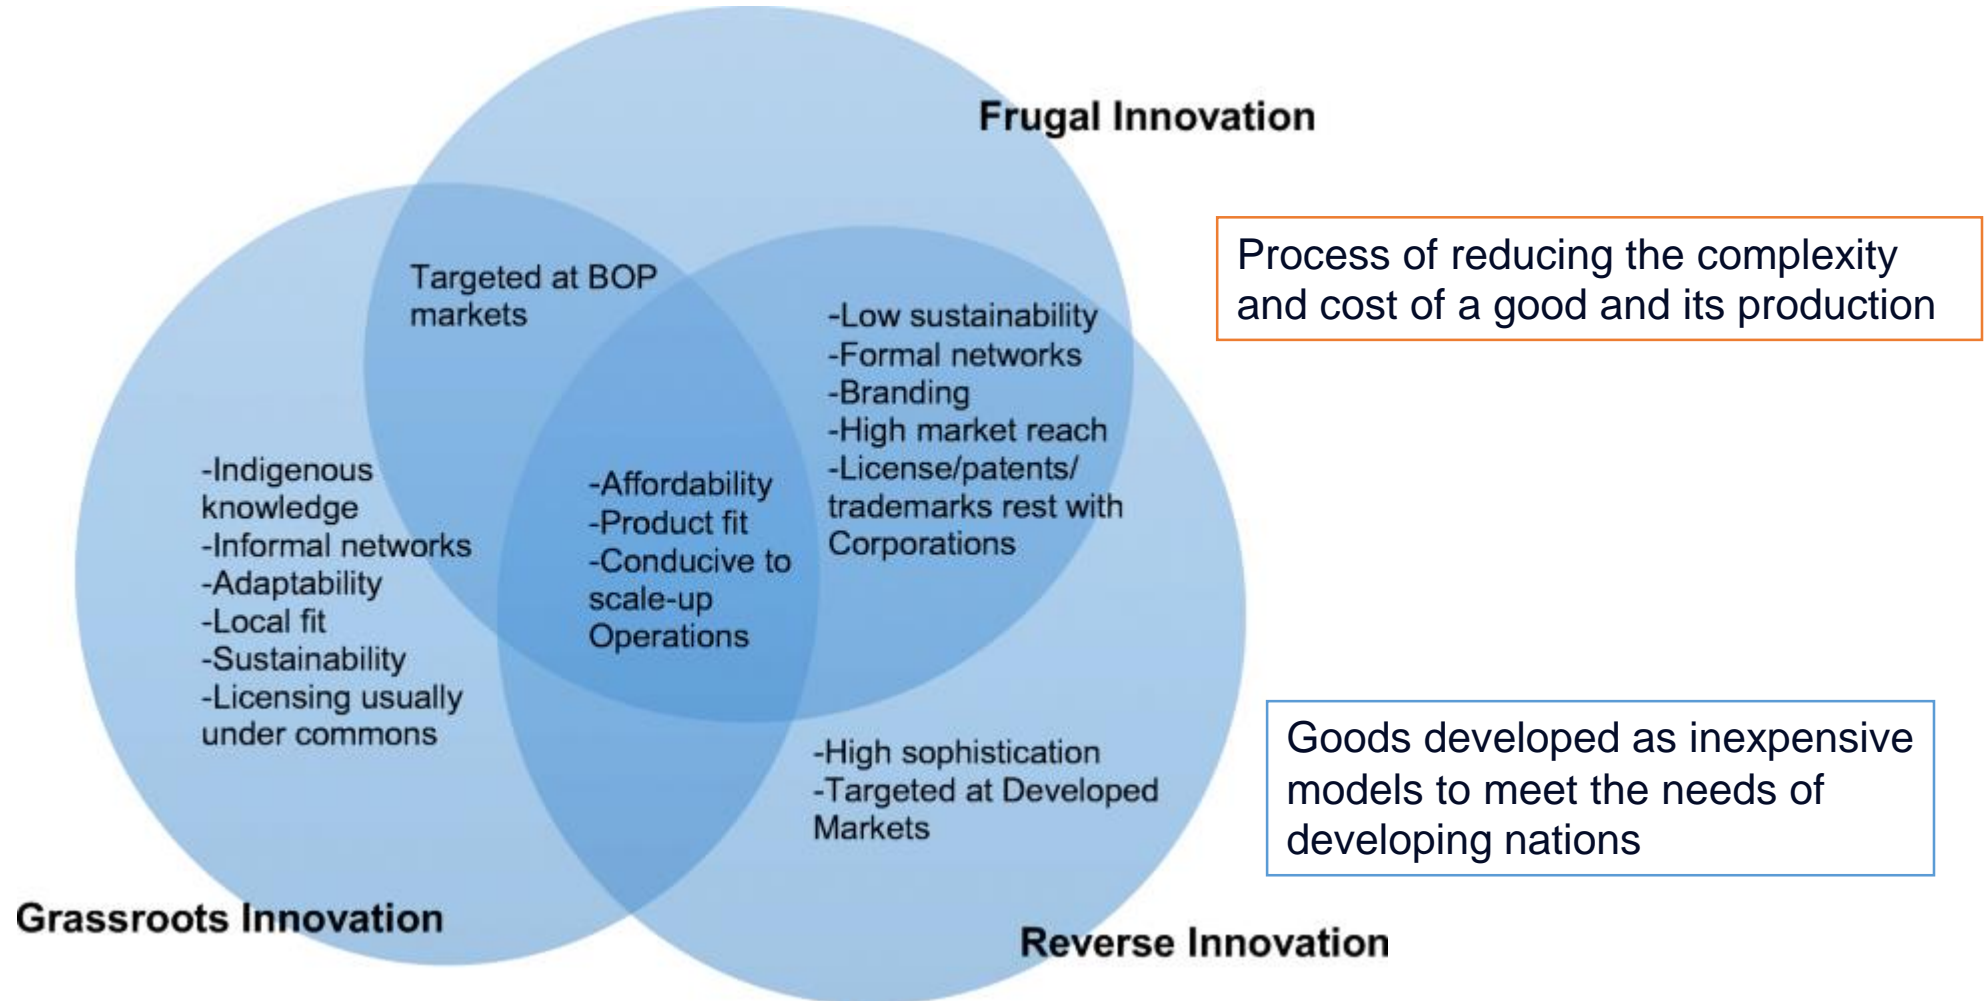 Frugal Innovation
Process of reducing the complexity
and cost of a good and its production
Targeted at BOP
markets
-Low sustainability
-Formal networks
-Branding
-High market reach
-License/patents/
trademarks rest with
Corporations
-Indigenous
knowledge
-Informal networks
-Adaptability
-Local fit
-Sustainability
-Licensing usually
under commons
-Affordability
-Product fit
-Conducive to
scale-up
Operations
-High sophistication
-Targeted at Developed
Markets
Goods developed as inexpensive
models to meet the needs of
developing nations
Grassroots Innovation
Reverse Innovation